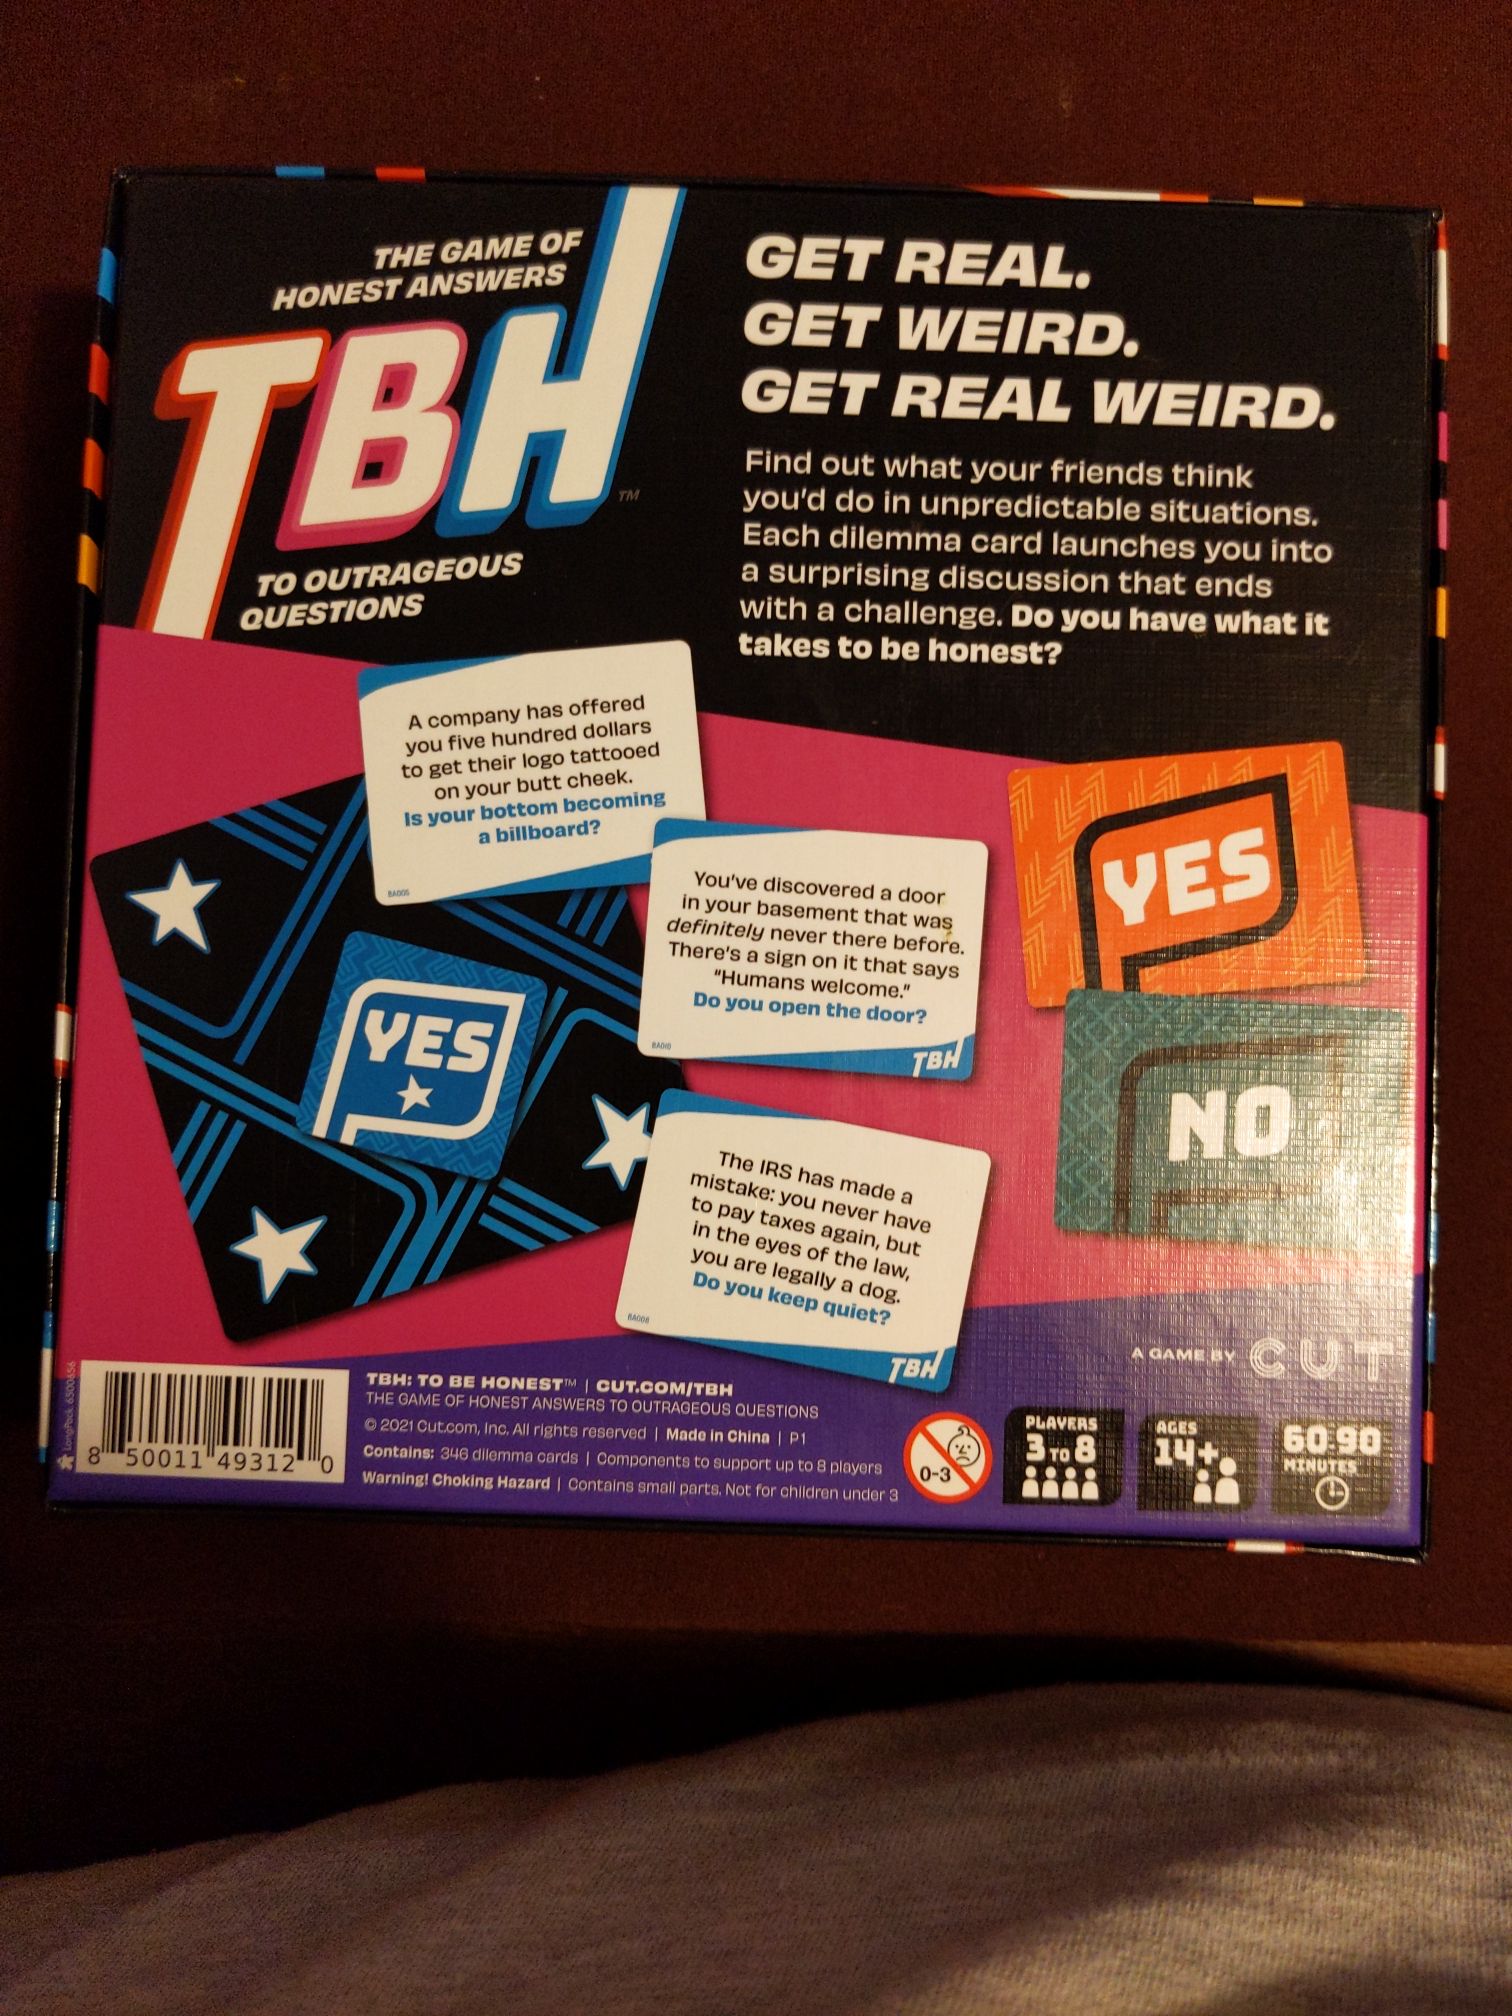 THE GAME OF
HONEST ANSWERS
TBH™
TO OUTRAGEOUS
QUESTIONS
GET REAL.
GET WEIRD.
GET REAL WEIRD.
Find out what your friends think
you'd do in unpredictable situations.
Each dilemma card launches you into
a surprising discussion that ends
with a challenge. Do you have what it
takes to be honest?
A company has offered
you five hundred dollars
to get their logo tattooed
on your butt cheek.
Is your bottom becoming
a billboard?
BA005
You've discovered a door
in your basement that was
definitely never there before.
There's a sign on it that says
"Humans welcome."
Do you open the door?
BA010
TBH
YES
YES
NO
The IRS has made a
mistake: you never have
to pay taxes again, but
in the eyes of the law,
you are legally a dog.
Do you keep quiet?
BA008
TBH
A GAME BY CUT
LongPack 6500656
8 50011 49312 0
TBH: TO BE HONEST™ | CUT.COM/TBH
THE GAME OF HONEST ANSWERS TO OUTRAGEOUS QUESTIONS
© 2021 Cut.com, Inc. All rights reserved | Made in China | P1
Contains: 346 dilemma cards | Components to support up to 8 players
Warning! Choking Hazard | Contains small parts. Not for children under 3
0-3
PLAYERS
3 TO 8
AGES
14+
60-90
MINUTES